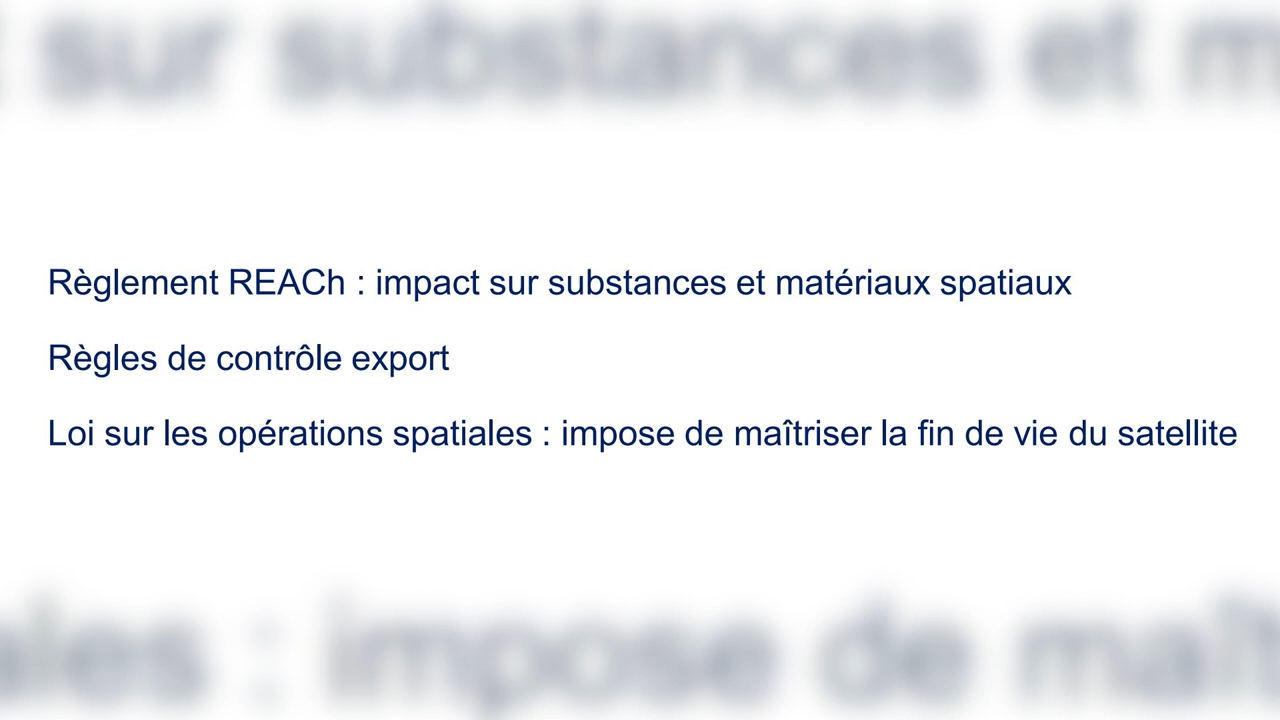 Règlement REACh : impact sur substances et matériaux spatiaux
Règles de contrôle export
Loi sur les opérations spatiales : impose de maîtriser la fin de vie du satellite